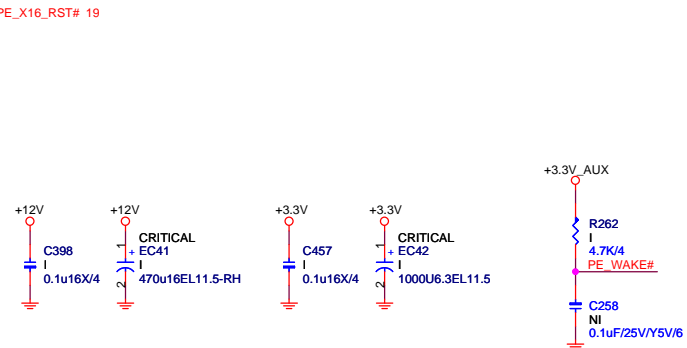 PE_X16_RST# 19
+3.3V_AUX
+12V
+12V
+3.3V
+3.3V
C398
I
0.1u16X/4
1
2
+
CRITICAL
EC41
I
470u16EL11.5-RH
C457
I
0.1u16X/4
1
2
+
CRITICAL
EC42
I
1000U6.3EL11.5
R262
I
4.7K/4
PE_WAKE#
C258
NI
0.1uF/25V/Y5V/6